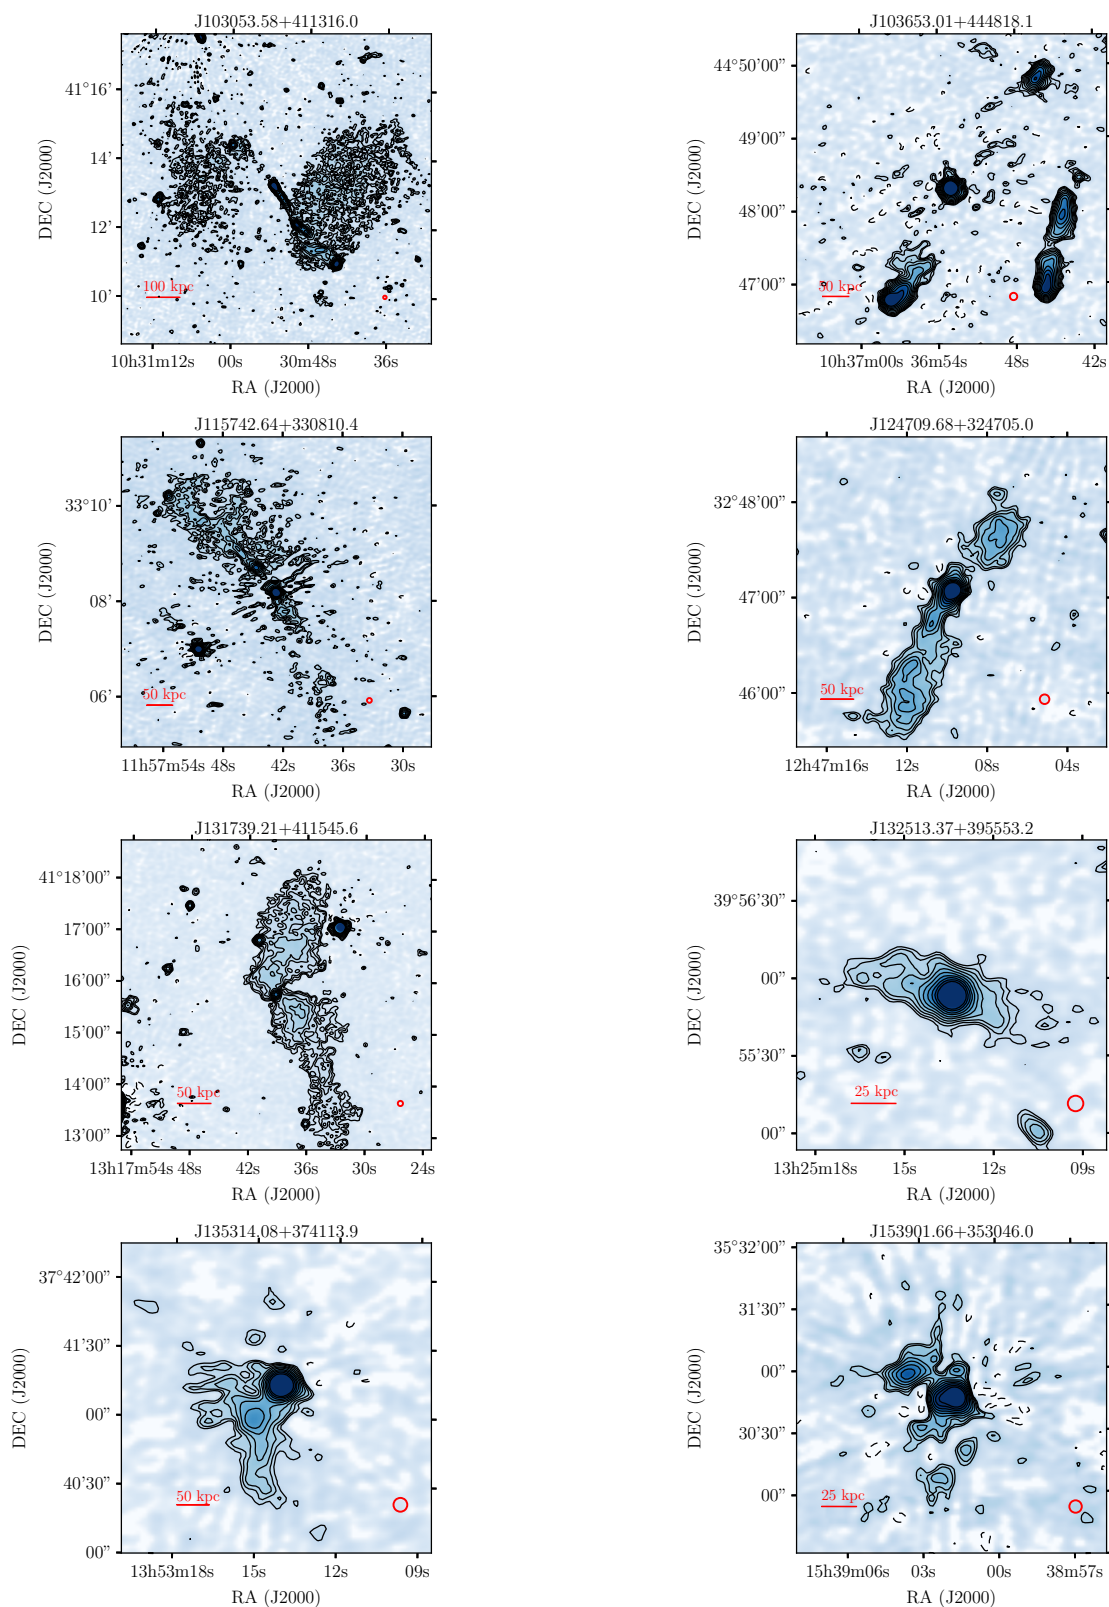 J103053.58+411316.0
41°16'
14'
12'
10'
DEC (J2000)
100 kpc
10h31m12s 00s 30m48s 36s
RA (J2000)
J103653.01+444818.1
44°50'00"
49'00"
48'00"
47'00"
DEC (J2000)
50 kpc
10h37m00s 36m54s 48s 42s
RA (J2000)
J115742.64+330810.4
33°10'
08'
06'
DEC (J2000)
50 kpc
11h57m54s 48s 42s 36s 30s
RA (J2000)
J124709.68+324705.0
32°48'00"
47'00"
46'00"
DEC (J2000)
50 kpc
12h47m16s 12s 08s 04s
RA (J2000)
J131739.21+411545.6
41°18'00"
17'00"
16'00"
15'00"
14'00"
13'00"
DEC (J2000)
50 kpc
13h17m54s 48s 42s 36s 30s 24s
RA (J2000)
J132513.37+395553.2
39°56'30"
00"
55'30"
00"
DEC (J2000)
25 kpc
13h25m18s 15s 12s 09s
RA (J2000)
J135314.08+374113.9
37°42'00"
41'30"
00"
40'30"
00"
DEC (J2000)
50 kpc
13h53m18s 15s 12s 09s
RA (J2000)
J153901.66+353046.0
35°32'00"
31'30"
00"
30'30"
00"
DEC (J2000)
25 kpc
15h39m06s 03s 00s 38m57s
RA (J2000)